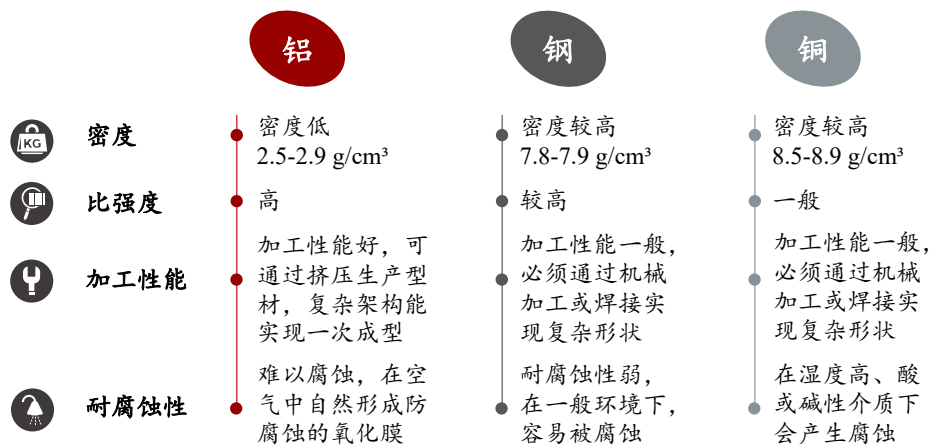 铝
钢
铜
KG
密度
密度低
2.5-2.9 g/cm³
密度较高
7.8-7.9 g/cm³
密度较高
8.5-8.9 g/cm³
比强度
高
较高
一般
加工性能
加工性能好，可
通过挤压生产型
材，复杂架构能
实现一次成型
加工性能一般，
必须通过机械
加工或焊接实
现复杂形状
加工性能一般，
必须通过机械
加工或焊接实
现复杂形状
耐腐蚀性
难以腐蚀，在空
气中自然形成防
腐蚀的氧化膜
耐腐蚀性弱，
在一般环境下，
容易被腐蚀
在湿度高、酸
或碱性介质下
会产生腐蚀